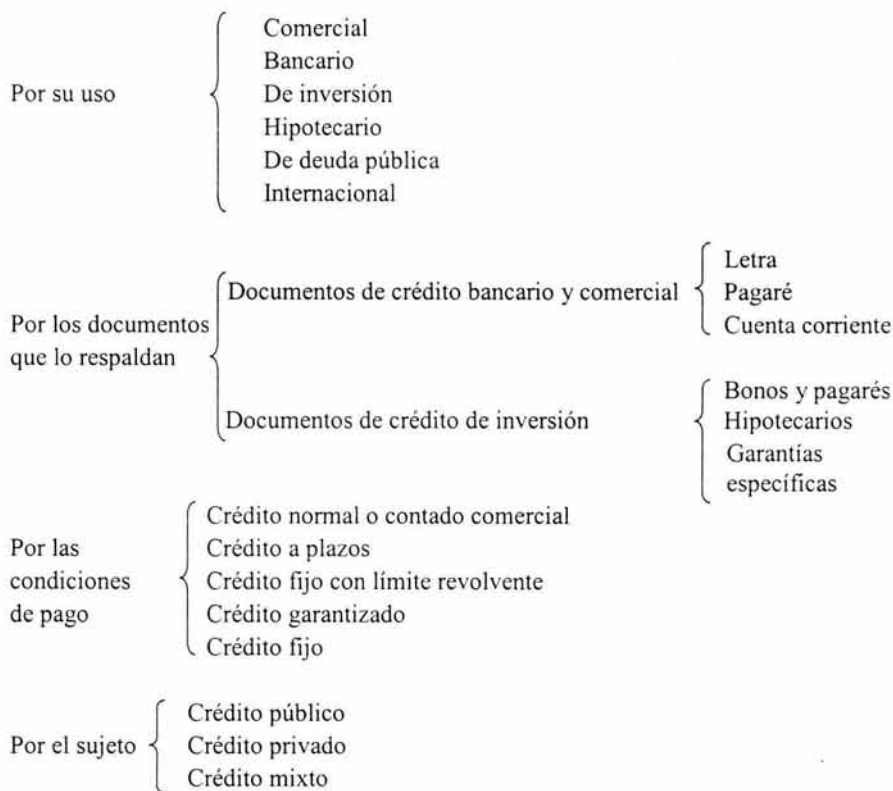 Por su uso
Comercial
Bancario
De inversión
Hipotecario
De deuda pública
Internacional
Por los documentos
que lo respaldan
Documentos de crédito bancario y comercial
Letra
Pagaré
Cuenta corriente
Documentos de crédito de inversión
Bonos y pagarés
Hipotecarios
Garantías
específicas
Por las
condiciones
de pago
Crédito normal o contado comercial
Crédito a plazos
Crédito fijo con límite revolvente
Crédito garantizado
Crédito fijo
Por el sujeto
Crédito público
Crédito privado
Crédito mixto